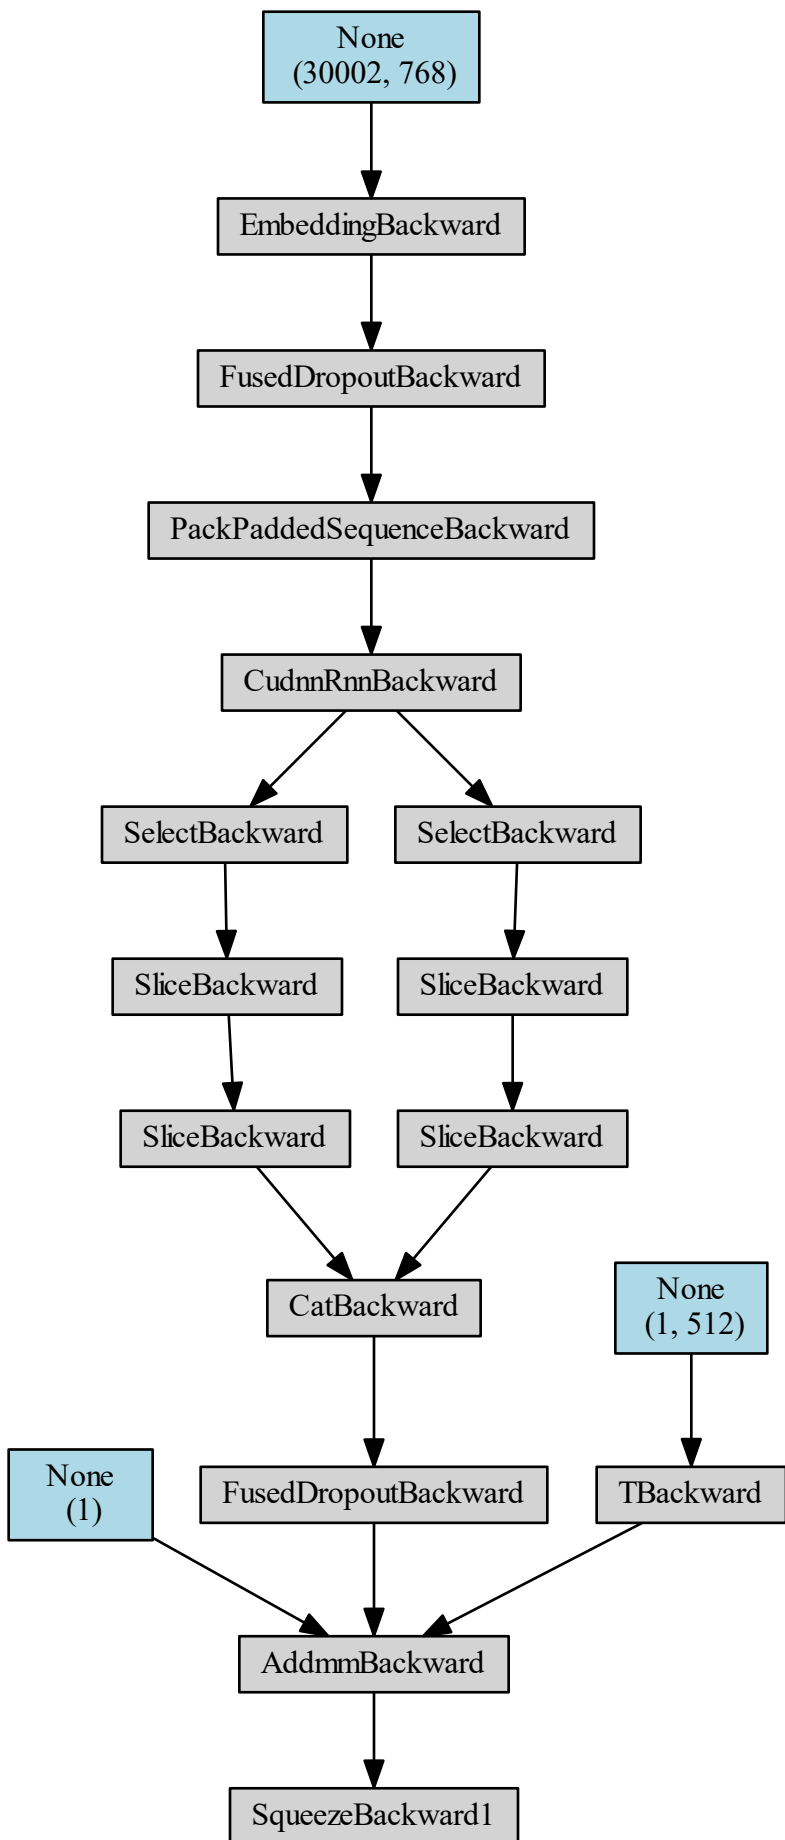 None
(30002, 768)
EmbeddingBackward
FusedDropoutBackward
PackPaddedSequenceBackward
CudnnRnnBackward
SelectBackward
SelectBackward
SliceBackward
SliceBackward
SliceBackward
SliceBackward
CatBackward
None
(1, 512)
None
(1)
FusedDropoutBackward
TBackward
AddmmBackward
SqueezeBackward1